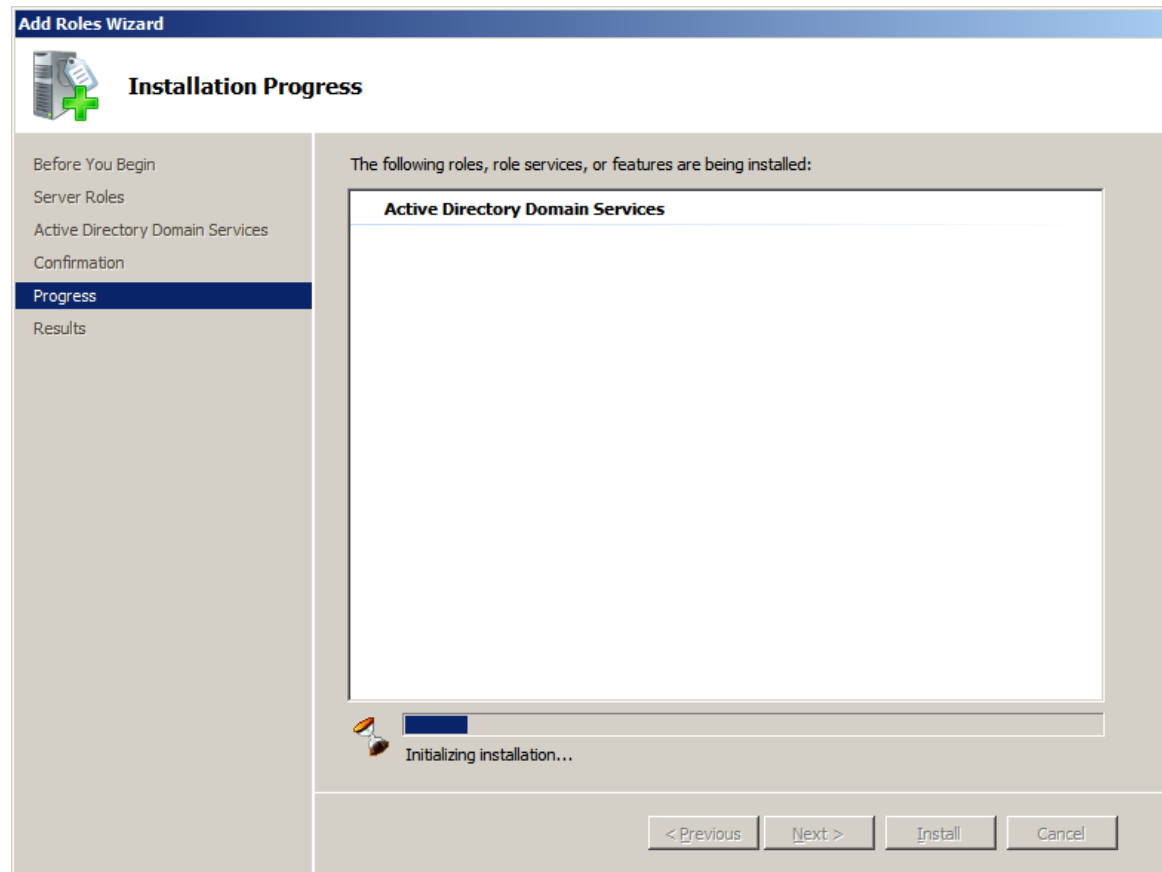 Add Roles Wizard
Installation Progress
Before You Begin
Server Roles
Active Directory Domain Services
Confirmation
Progress
Results
The following roles, role services, or features are being installed:
Active Directory Domain Services
Initializing installation...
< Previous
Next >
Install
Cancel